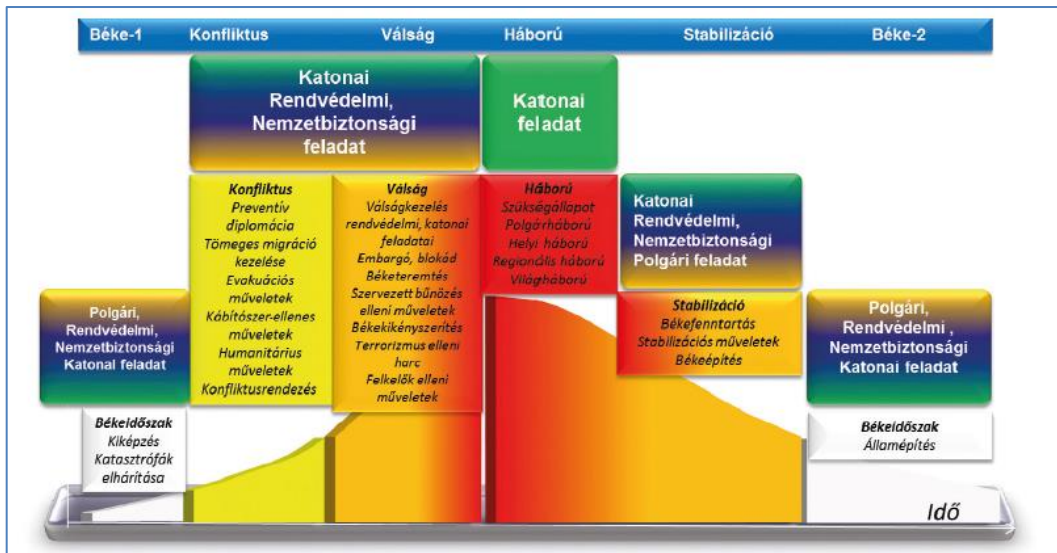 Béke-1 Konfliktus Válság Háború Stabilizáció Béke-2
Katonai
Rendvédelmi,
Nemzetbiztonsági
feladat
Katonai
feladat
Konfliktus
Preventív
diplomácia
Tömeges migráció
kezelése
Evakuációs
műveletek
Kábítószer-ellenes
műveletek
Humanitárius
műveletek
Konfliktusrendezés
Válság
Válságkezelés
rendvédelmi, katonai
feladatai
Embargó, blokád
Béketeremtés
Szervezett bűnözés
elleni műveletek
Békekikényszerítés
Terrorizmus elleni
harc
Felkelők elleni
műveletek
Háború
Szükségállapot
Polgárháború
Helyi háború
Regionális háború
Világháború
Katonai
Rendvédelmi,
Nemzetbiztonsági
Polgári feladat
Stabilizáció
Békefenntartás
Stabilizációs műveletek
Békeépítés
Polgári,
Rendvédelmi,
Nemzetbiztonsági
Katonai feladat
Polgári,
Rendvédelmi ,
Nemzetbiztonsági
Katonai feladat
Békeidőszak
Kiképzés
Katasztrófák
elhárítása
Békeidőszak
Államépítés
Idő